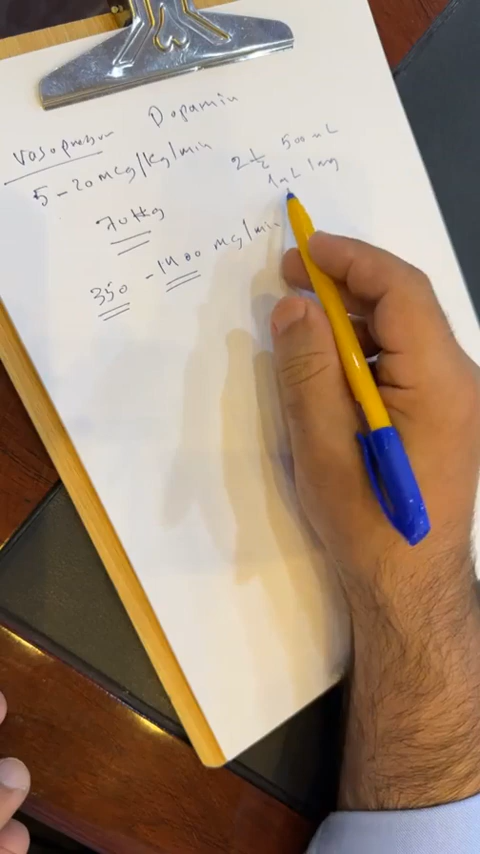 Dopamin
Vasopressor
5-20 mcg/kg/min
70 kg
350 - 1400 mcg/min
2 1/2 500 mL
1 mL 1 mg